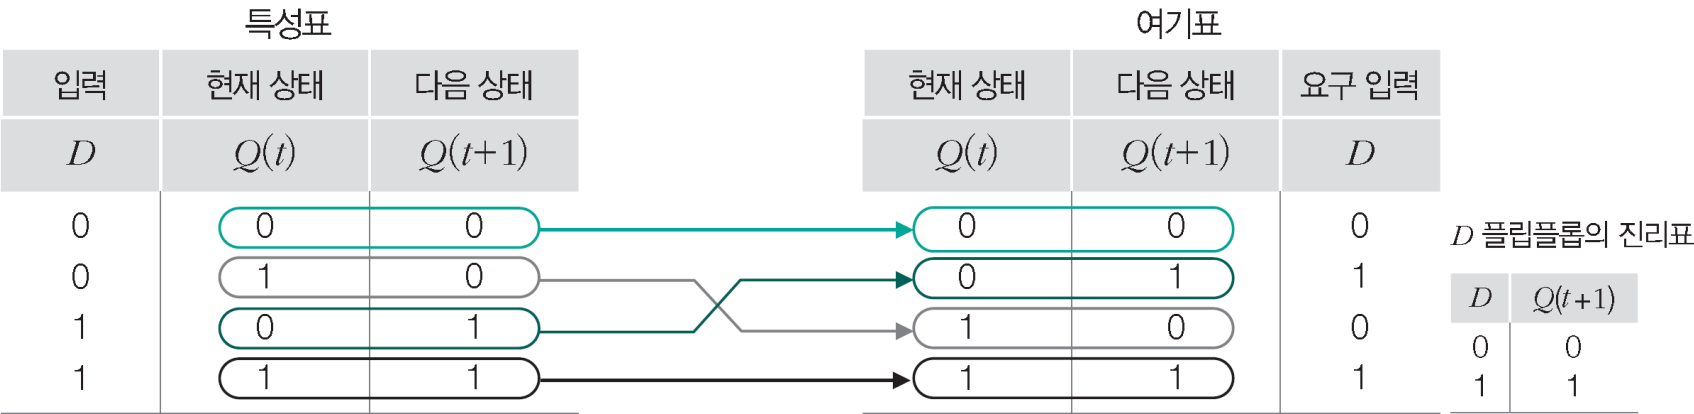 특성표
입력 현재 상태 다음 상태
D Q(t) Q(t+1)
0 0 0
0 1 0
1 0 1
1 1 1
여기표
현재 상태 다음 상태 요구 입력
Q(t) Q(t+1) D
0 0 0
0 1 1
1 0 0
1 1 1
D 플립플롭의 진리표
D Q(t+1)
0 0
1 1